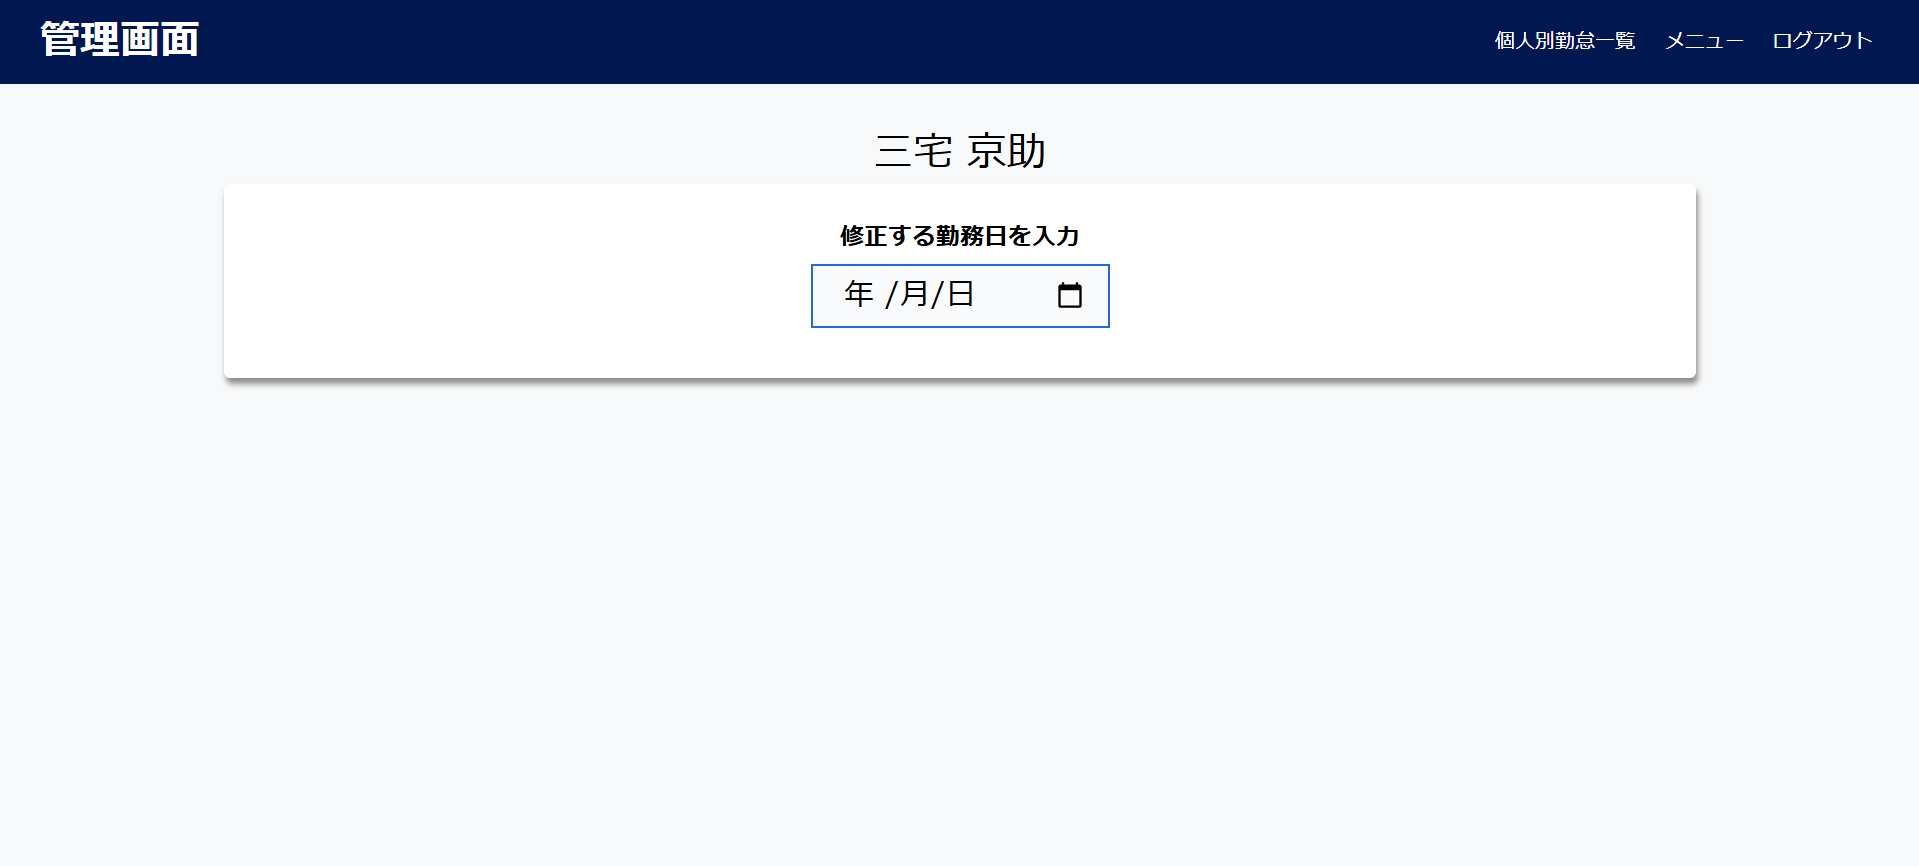 管理画面
個人別勤怠一覧 メニュー ログアウト
三宅 京助
修正する勤務日を入力
年 /月/日